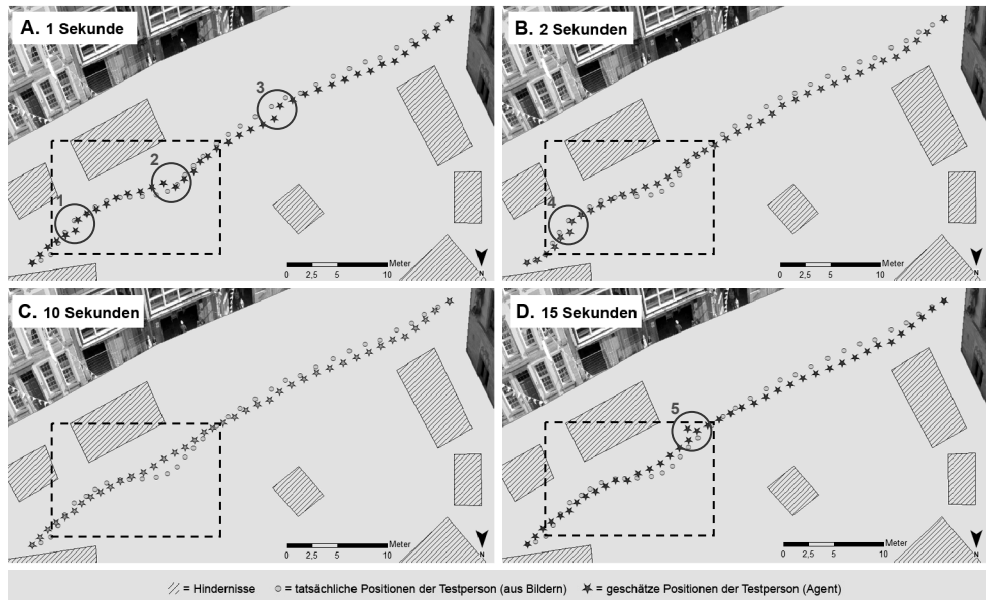 A. 1 Sekunde
3
2
1
Meter
0 2,5 5 10
N
B. 2 Sekunden
4
Meter
0 2,5 5 10
N
C. 10 Sekunden
Meter
0 2,5 5 10
N
D. 15 Sekunden
5
Meter
0 2,5 5 10
N
= Hindernisse = tatsächliche Positionen der Testperson (aus Bildern) = geschätze Positionen der Testperson (Agent)